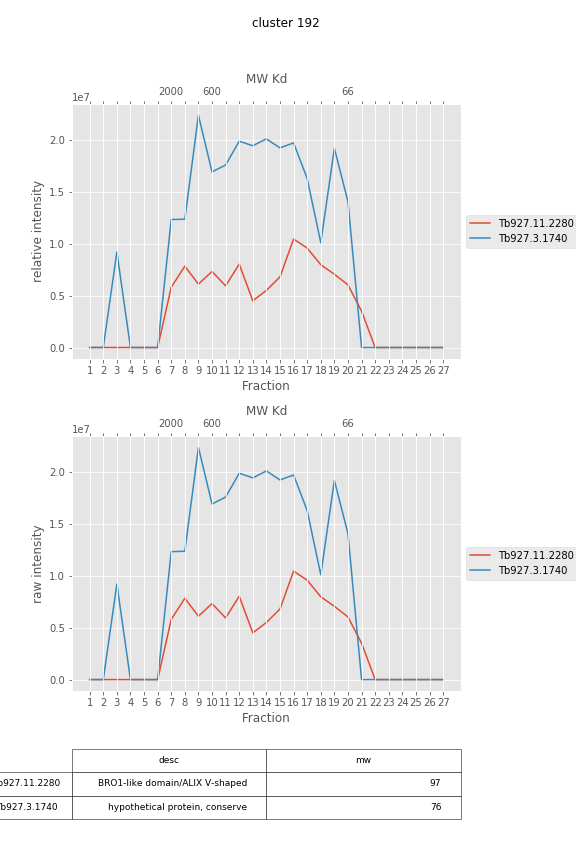 cluster 192
MW Kd
1e7 2000 600 66
2.0
1.5
1.0
0.5
0.0
relative intensity
Tb927.11.2280
Tb927.3.1740
1 2 3 4 5 6 7 8 9 10 11 12 13 14 15 16 17 18 19 20 21 22 23 24 25 26 27
Fraction
MW Kd
1e7 2000 600 66
2.0
1.5
1.0
0.5
0.0
raw intensity
Tb927.11.2280
Tb927.3.1740
1 2 3 4 5 6 7 8 9 10 11 12 13 14 15 16 17 18 19 20 21 22 23 24 25 26 27
Fraction
desc mw
b927.11.2280 BRO1-like domain/ALIX V-shaped 97
b927.3.1740 hypothetical protein, conserve 76